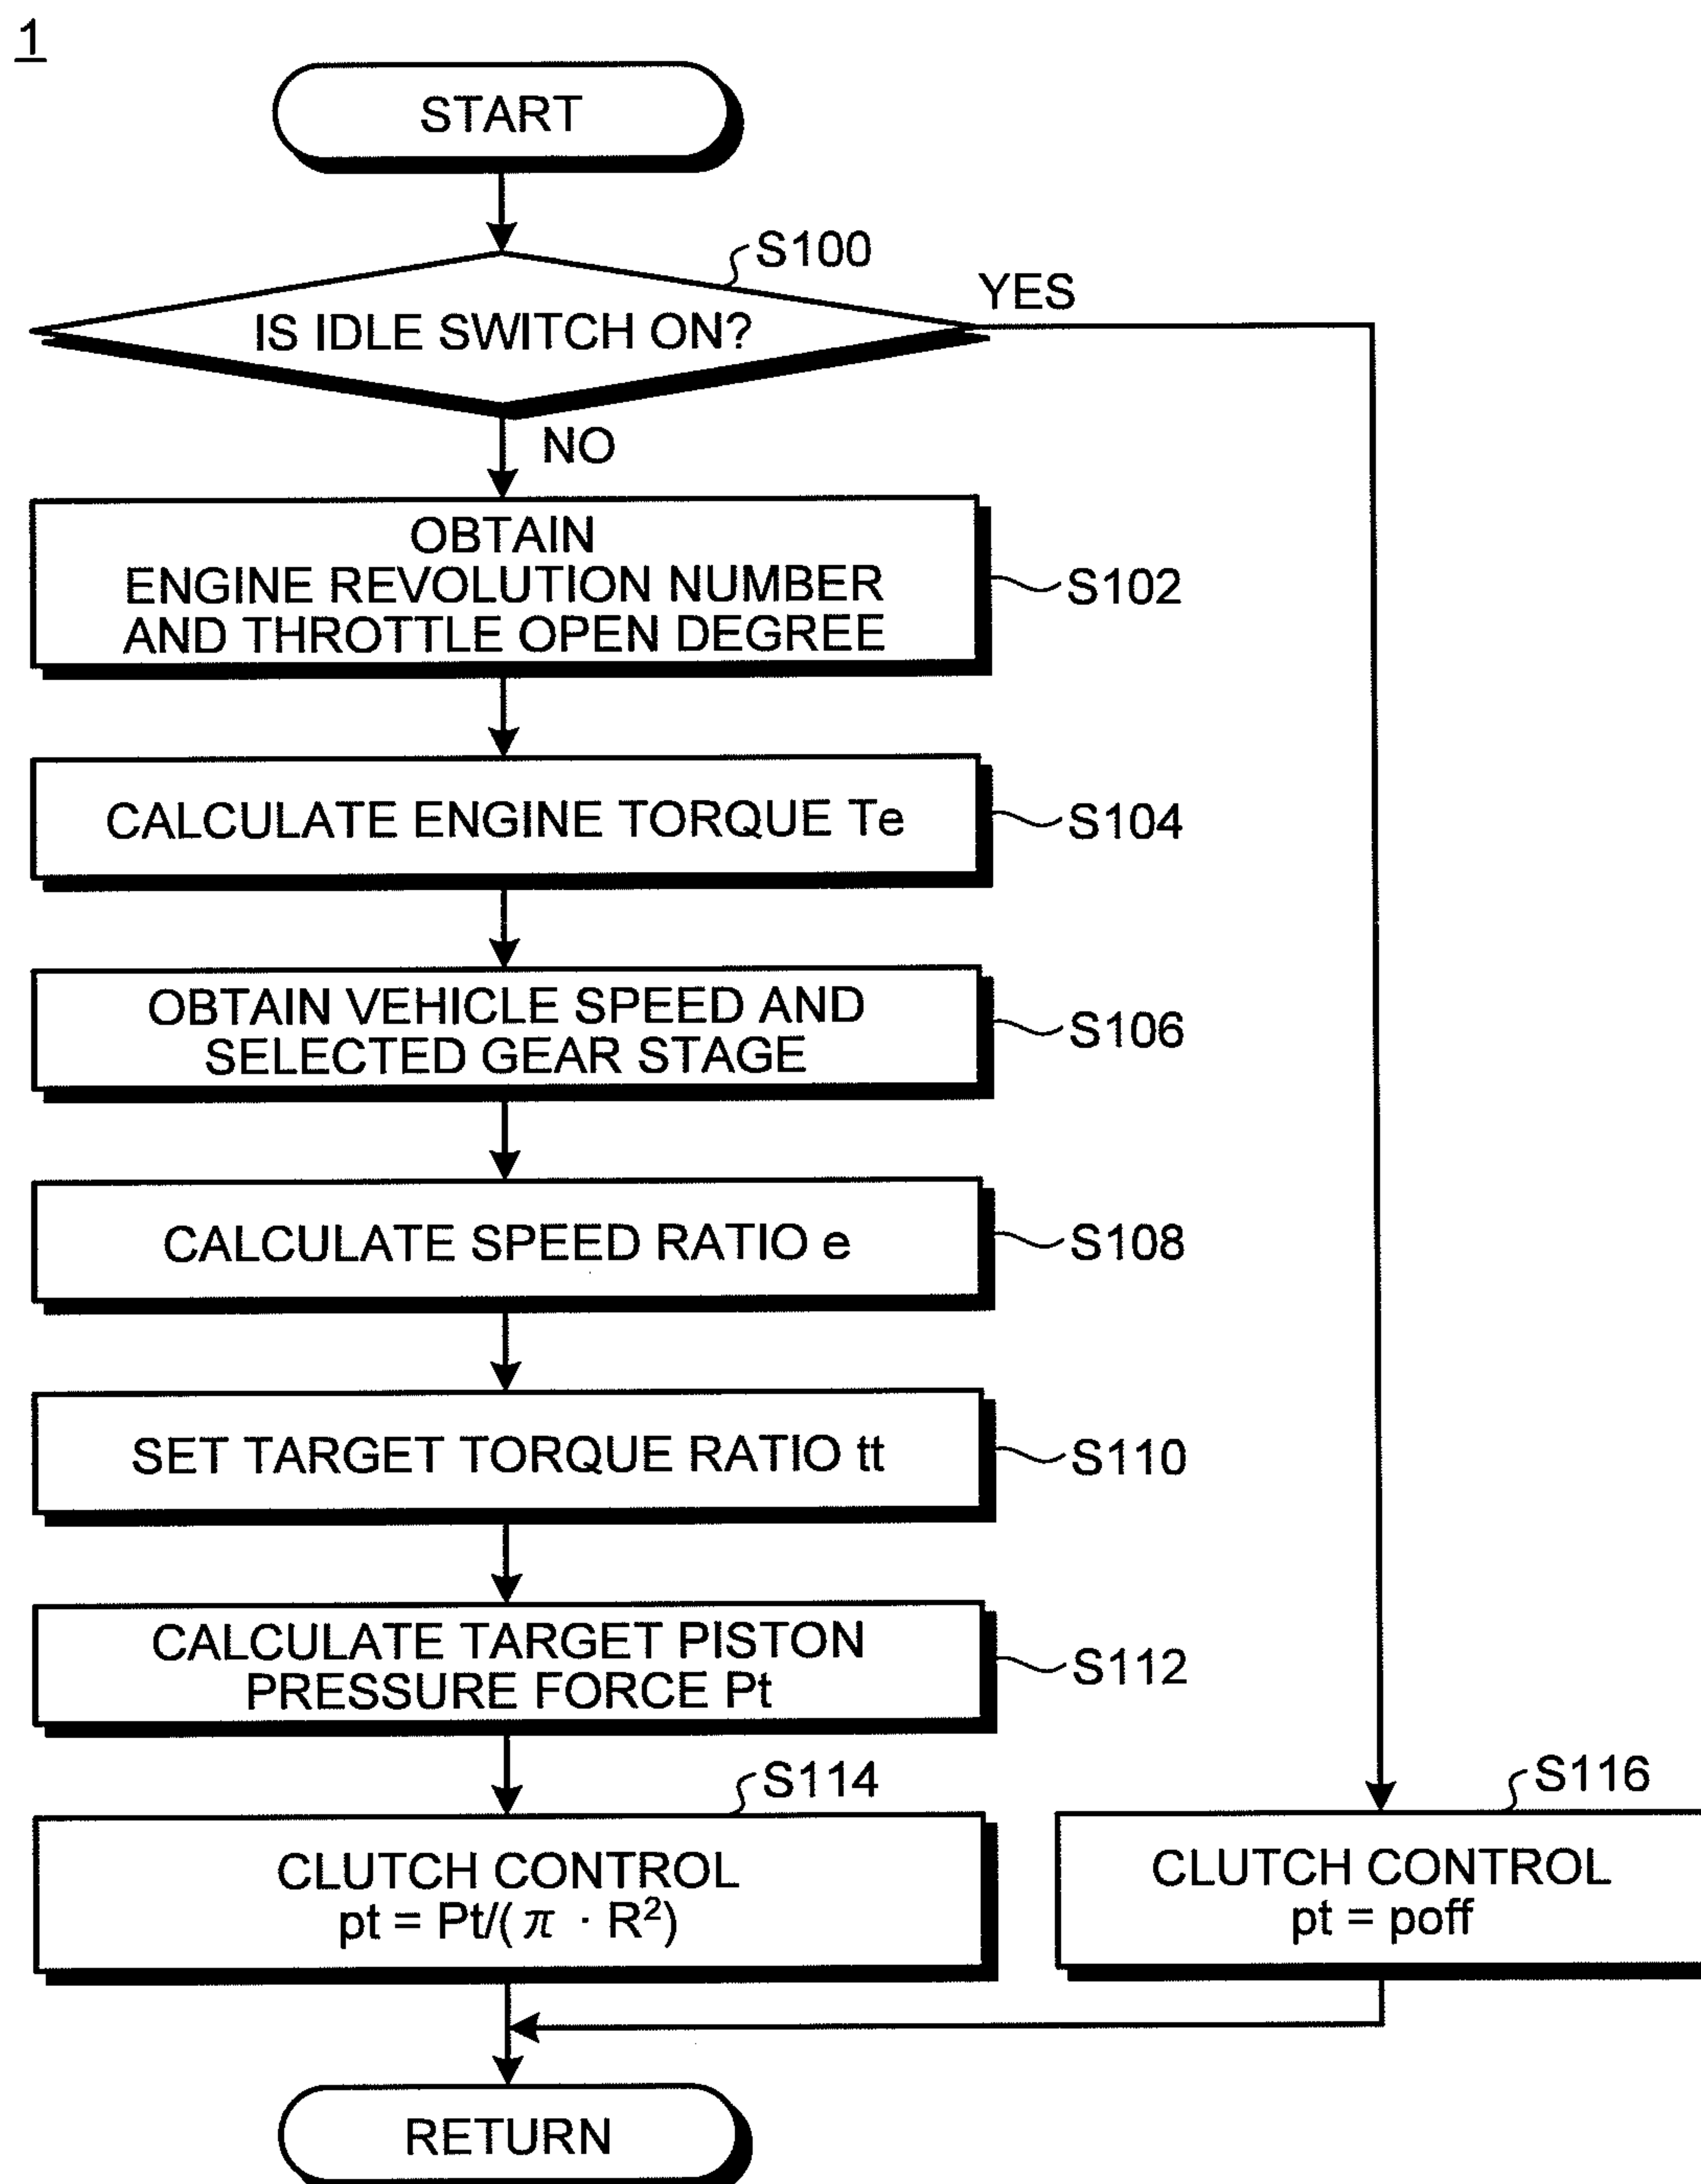 1
START
S100
YES
IS IDLE SWITCH ON?
NO
OBTAIN
ENGINE REVOLUTION NUMBER
AND THROTTLE OPEN DEGREE
S102
CALCULATE ENGINE TORQUE Te
S104
OBTAIN VEHICLE SPEED AND
SELECTED GEAR STAGE
S106
CALCULATE SPEED RATIO e
S108
SET TARGET TORQUE RATIO tt
S110
CALCULATE TARGET PISTON
PRESSURE FORCE Pt
S112
S114
CLUTCH CONTROL
pt = Pt/(π · R²)
S116
CLUTCH CONTROL
pt = poff
RETURN